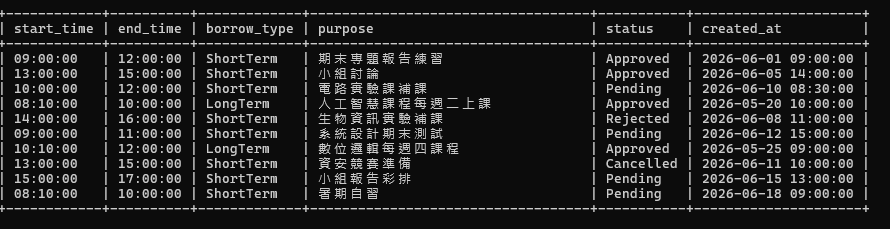 | start_time | end_time | borrow_type | purpose | status | created_at |
| 09:00:00 | 12:00:00 | ShortTerm | 期末專題報告練習 | Approved | 2026-06-01 09:00:00 |
| 13:00:00 | 15:00:00 | ShortTerm | 小組討論 | Approved | 2026-06-05 14:00:00 |
| 10:00:00 | 12:00:00 | ShortTerm | 電路實驗課補課 | Pending | 2026-06-10 08:30:00 |
| 08:10:00 | 10:00:00 | LongTerm | 人工智慧課程每週二上課 | Approved | 2026-05-20 10:00:00 |
| 14:00:00 | 16:00:00 | ShortTerm | 生物資訊實驗補課 | Rejected | 2026-06-08 11:00:00 |
| 09:00:00 | 11:00:00 | ShortTerm | 系統設計期末測試 | Pending | 2026-06-12 15:00:00 |
| 10:10:00 | 12:00:00 | LongTerm | 數位邏輯每週四課程 | Approved | 2026-05-25 09:00:00 |
| 13:00:00 | 15:00:00 | ShortTerm | 資安競賽準備 | Cancelled | 2026-06-11 10:00:00 |
| 15:00:00 | 17:00:00 | ShortTerm | 小組報告彩排 | Pending | 2026-06-15 13:00:00 |
| 08:10:00 | 10:00:00 | ShortTerm | 暑期自習 | Pending | 2026-06-18 09:00:00 |